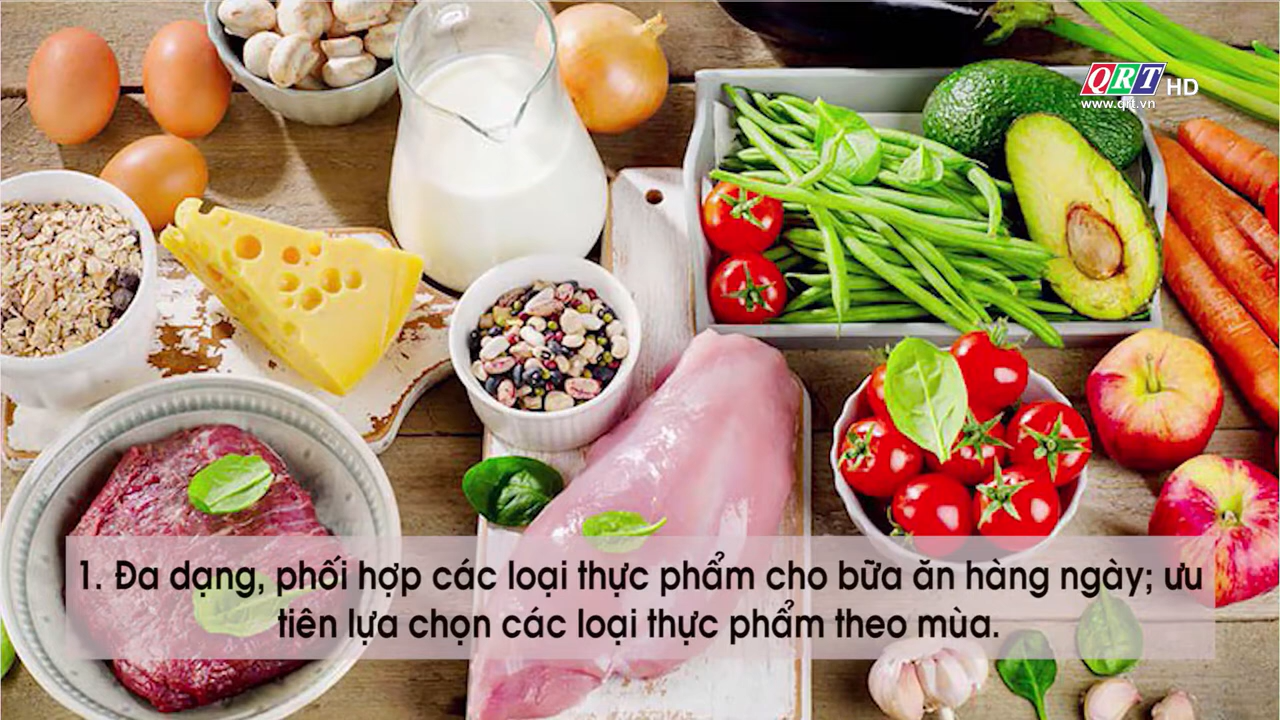 QRT HD
www.qrt.vn
1. Đa dạng, phối hợp các loại thực phẩm cho bữa ăn hàng ngày; ưu
tiên lựa chọn các loại thực phẩm theo mùa.